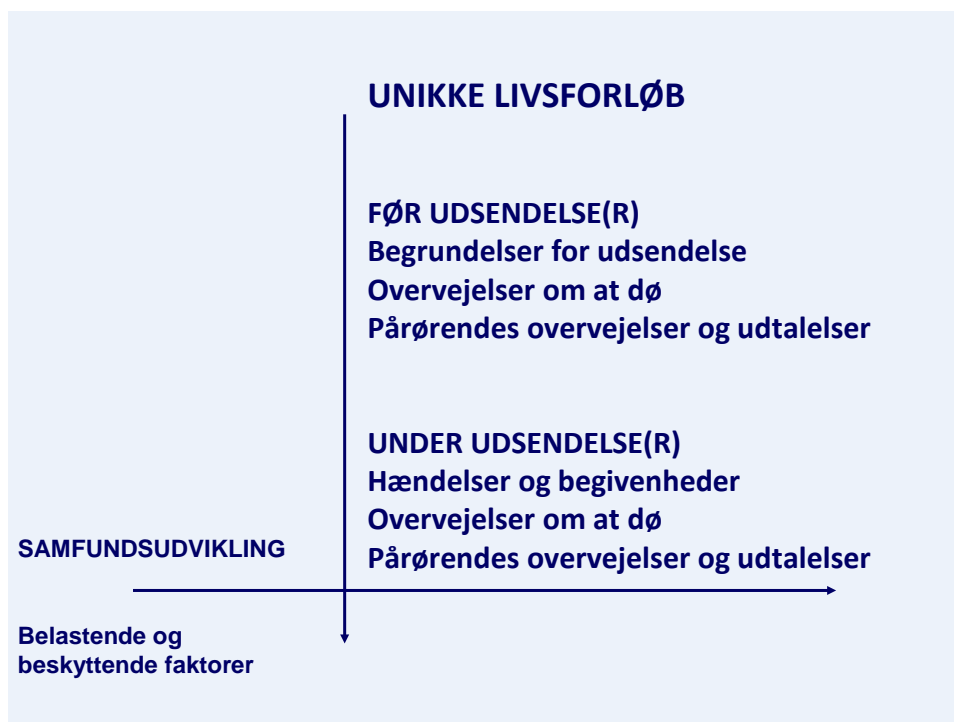 UNIKKE LIVSFORLØB
FØR UDSENDELSE(R)
Begrundelser for udsendelse
Overvejelser om at dø
Pårørendes overvejelser og udtalelser
UNDER UDSENDELSE(R)
Hændelser og begivenheder
Overvejelser om at dø
Pårørendes overvejelser og udtalelser
SAMFUNDSUDVIKLING
Belastende og
beskyttende faktorer